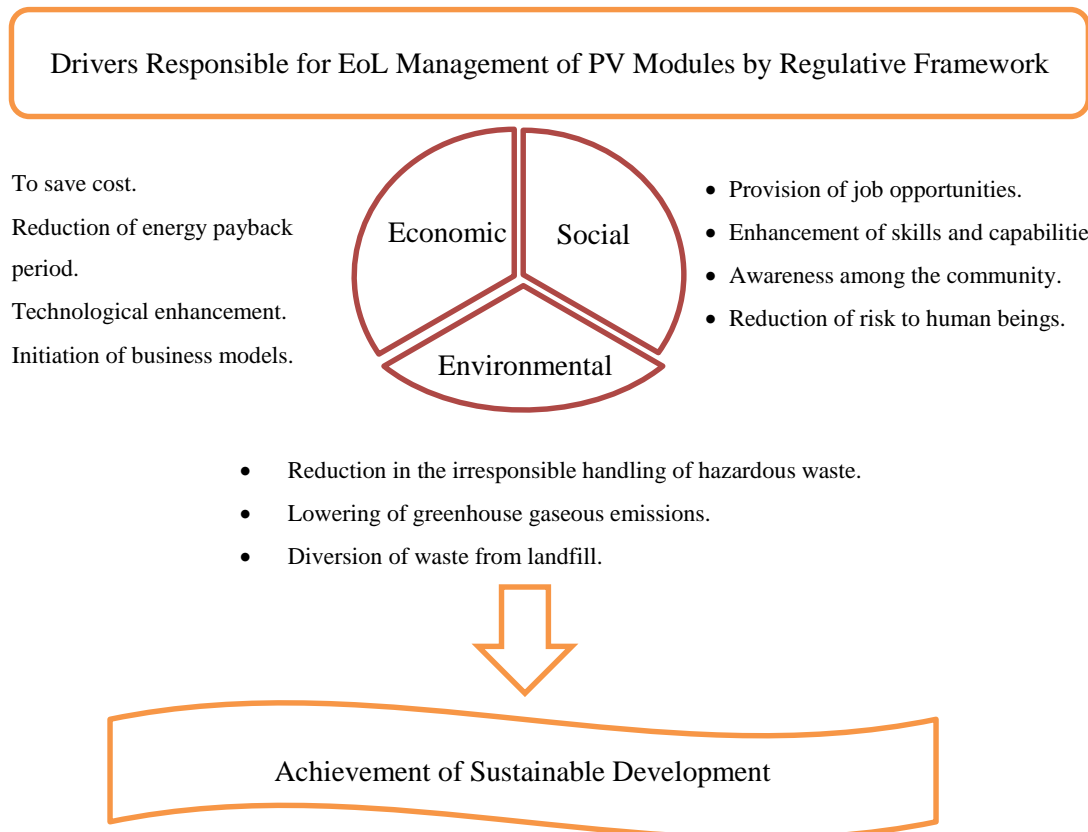 Drivers Responsible for EoL Management of PV Modules by Regulative Framework
To save cost.
Reduction of energy payback
period.
Technological enhancement.
Initiation of business models.
Economic
Social
Environmental
• Provision of job opportunities.
• Enhancement of skills and capabilitie
• Awareness among the community.
• Reduction of risk to human beings.
• Reduction in the irresponsible handling of hazardous waste.
• Lowering of greenhouse gaseous emissions.
• Diversion of waste from landfill.
Achievement of Sustainable Development